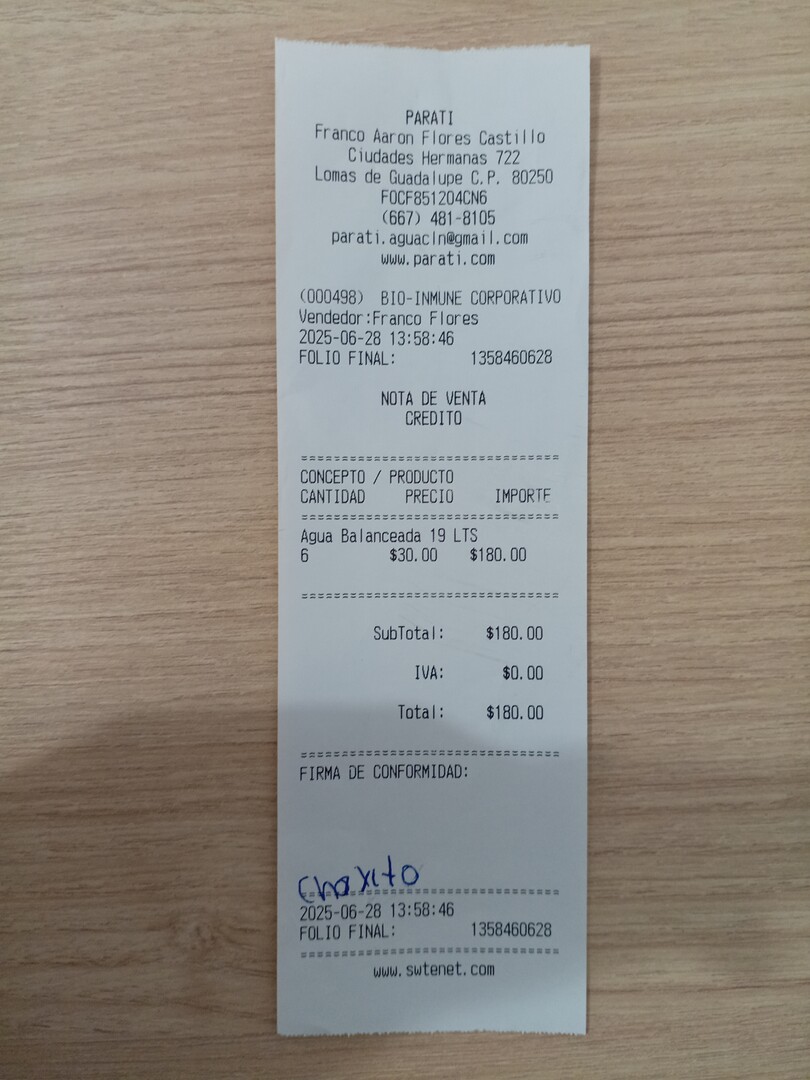 PARATI
Franco Aaron Flores Castillo
Ciudades Hermanas 722
Lomas de Guadalupe C.P. 80250
FOCF851204CN6
(667) 481-8105
parati.aguacln@gmail.com
www.parati.com
(000498) BIO-INMUNE CORPORATIVO
Vendedor:Franco Flores
2025-06-28 13:58:46
FOLIO FINAL: 1358460628
NOTA DE VENTA
CREDITO
================================
CONCEPTO / PRODUCTO
CANTIDAD PRECIO IMPORTE
================================
Agua Balanceada 19 LTS
6 $30.00 $180.00
================================
SubTotal: $180.00
IVA: $0.00
Total: $180.00
================================
FIRMA DE CONFORMIDAD:
Chaxito
================================
2025-06-28 13:58:46
FOLIO FINAL: 1358460628
================================
www.swtenet.com